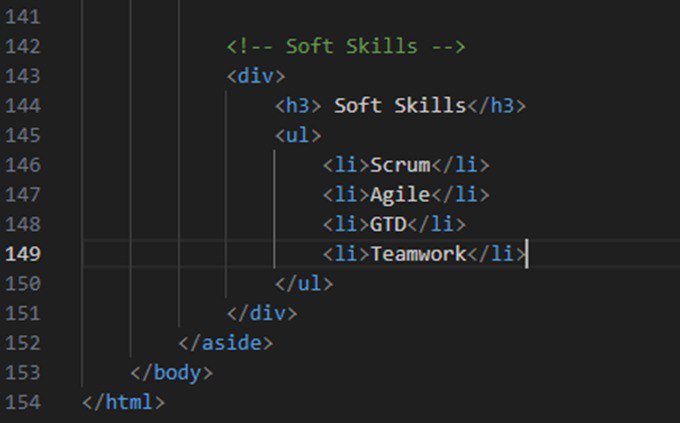 141
142 <!-- Soft Skills -->
143 <div>
144 <h3> Soft Skills</h3>
145 <ul>
146 <li>Scrum</li>
147 <li>Agile</li>
148 <li>GTD</li>
149 <li>Teamwork</li>
150 </ul>
151 </div>
152 </aside>
153 </body>
154 </html>